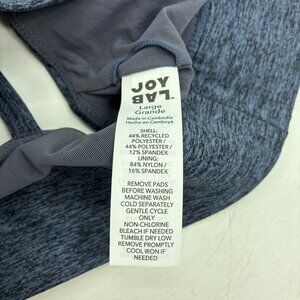 JOY
LAB
Large
Grande
Made in Cambodia
Hecho en Camboya
SHELL:
44% RECYCLED
POLYESTER /
44% POLYESTER /
12% SPANDEX
LINING:
84% NYLON /
16% SPANDEX
REMOVE PADS
BEFORE WASHING
MACHINE WASH
COLD SEPARATELY
GENTLE CYCLE
ONLY
NON-CHLORINE
BLEACH IF NEEDED
TUMBLE DRY LOW
REMOVE PROMPTLY
COOL IRON IF
NEEDED